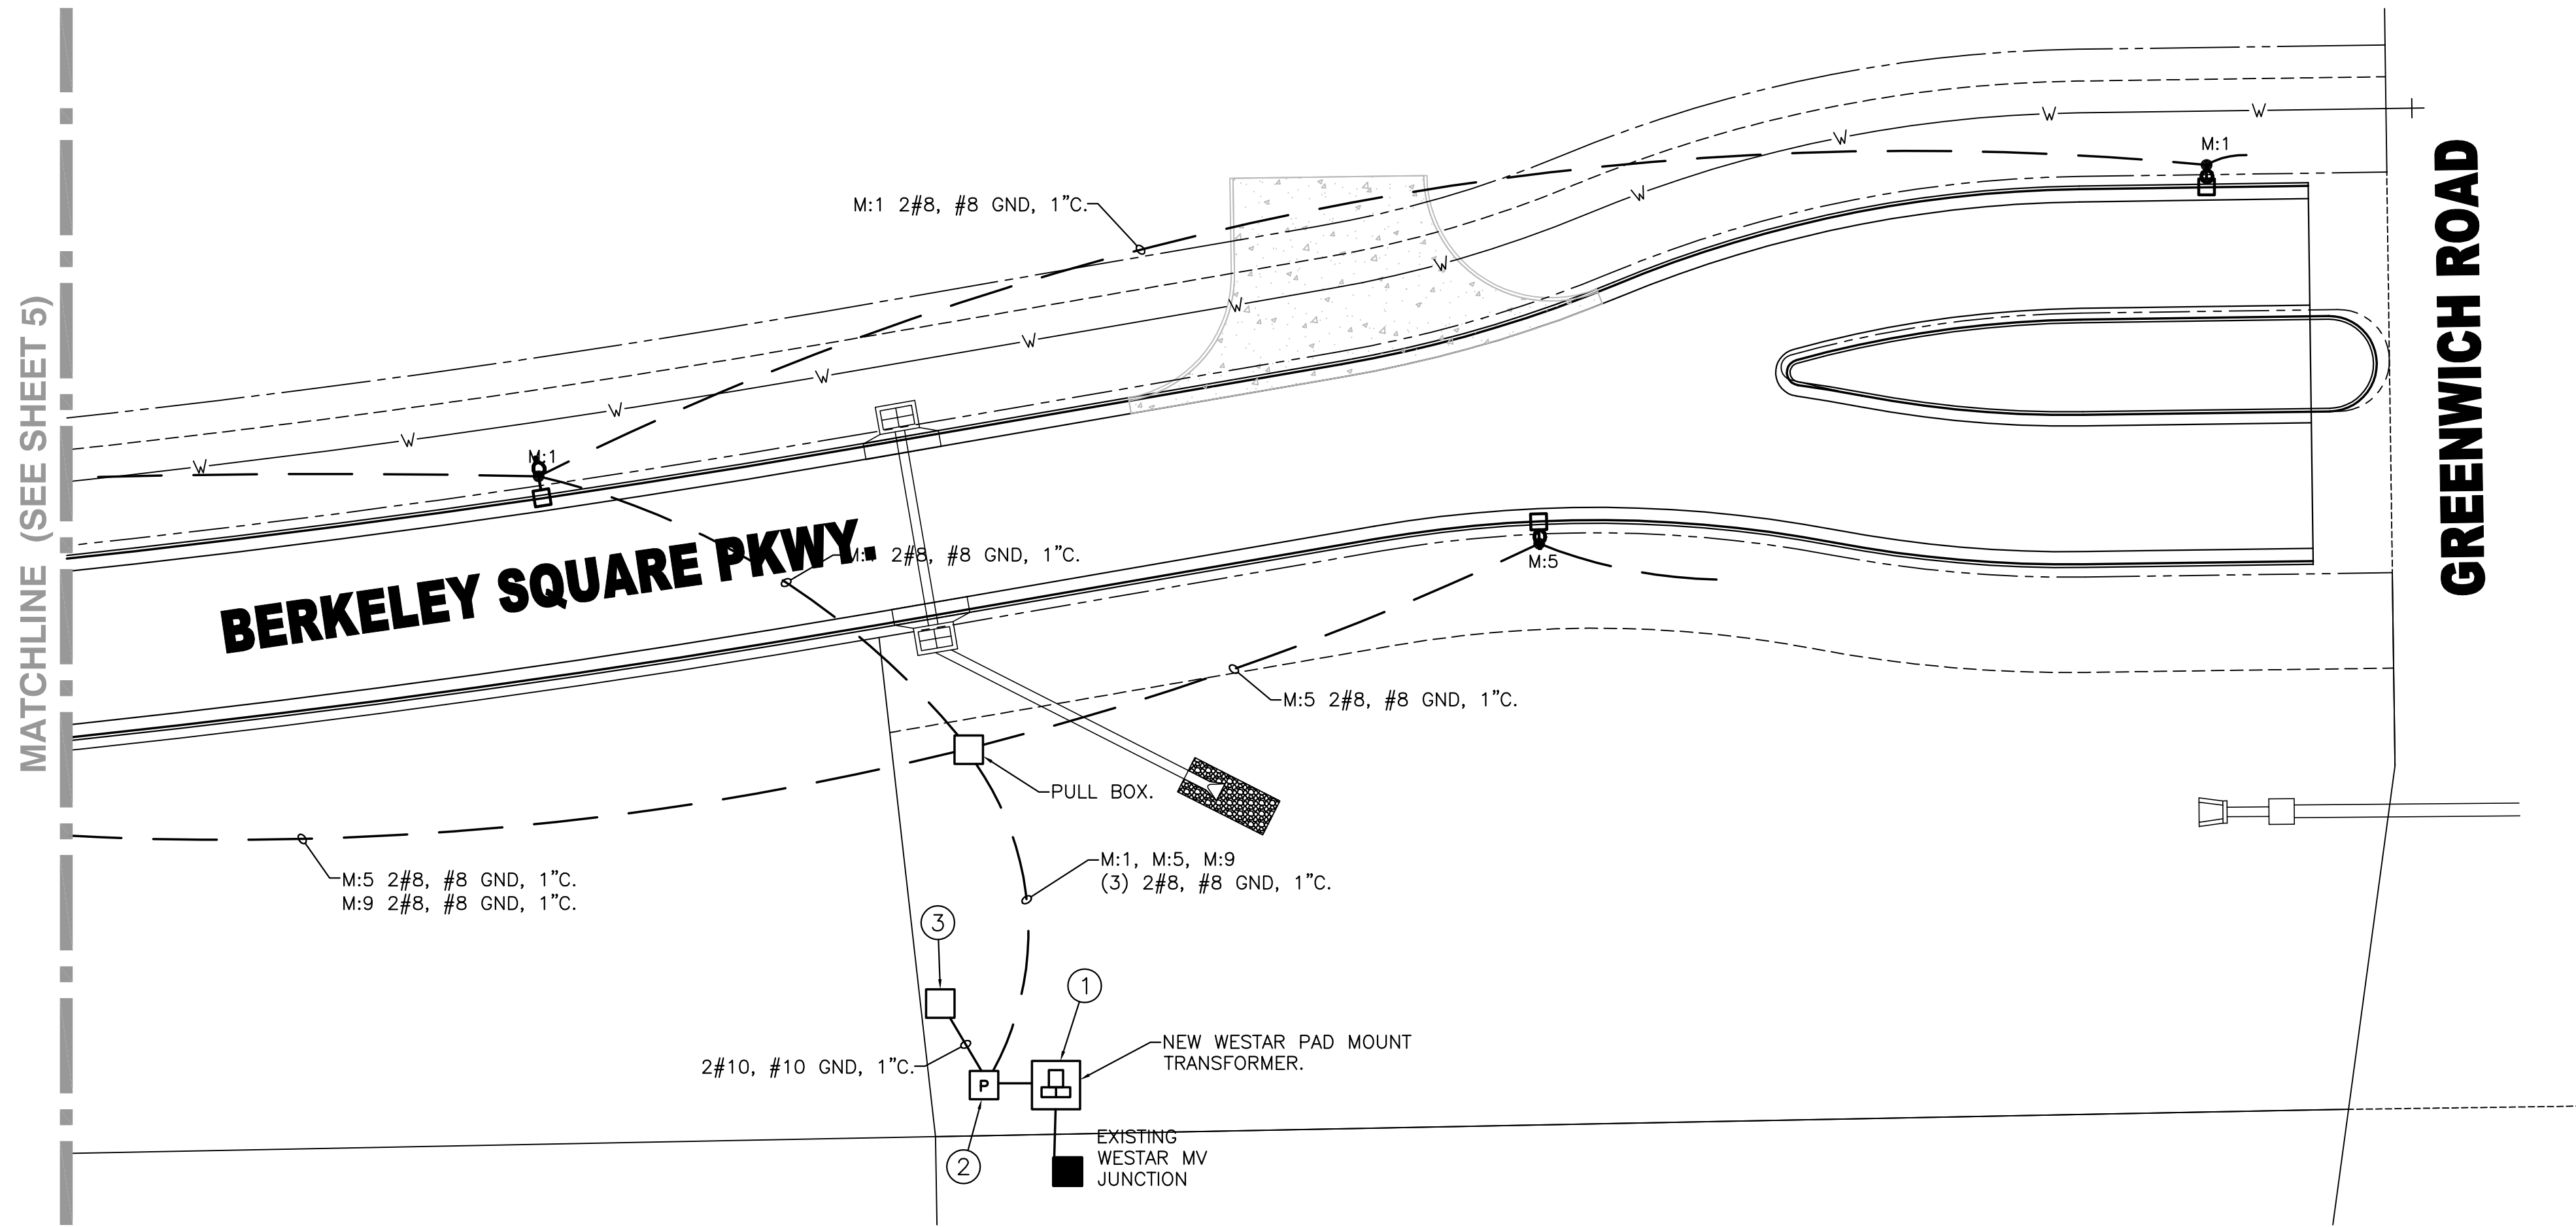 MATCHLINE (SEE SHEET 5)
M:1
GREENWICH ROAD
M:1 2#8, #8 GND, 1"C.
W W W W W W W W W W W
M:1
BERKELEY SQUARE PKWY.
2#8, #8 GND, 1"C.
M:5
M:5 2#8, #8 GND, 1"C.
PULL BOX.
M:1, M:5, M:9
(3) 2#8, #8 GND, 1"C.
M:5 2#8, #8 GND, 1"C.
M:9 2#8, #8 GND, 1"C.
3
1
NEW WESTAR PAD MOUNT
TRANSFORMER.
2#10, #10 GND, 1"C.
P
2
EXISTING
WESTAR MV
JUNCTION